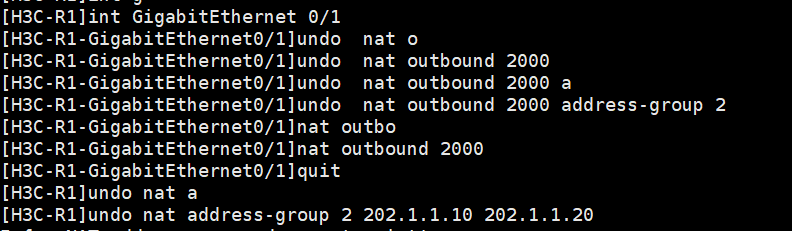 [H3C-R1]int GigabitEthernet 0/1
[H3C-R1-GigabitEthernet0/1]undo  nat o
[H3C-R1-GigabitEthernet0/1]undo  nat outbound 2000
[H3C-R1-GigabitEthernet0/1]undo  nat outbound 2000 a
[H3C-R1-GigabitEthernet0/1]undo  nat outbound 2000 address-group 2
[H3C-R1-GigabitEthernet0/1]nat outbo
[H3C-R1-GigabitEthernet0/1]nat outbound 2000
[H3C-R1-GigabitEthernet0/1]quit
[H3C-R1]undo nat a
[H3C-R1]undo nat address-group 2 202.1.1.10 202.1.1.20